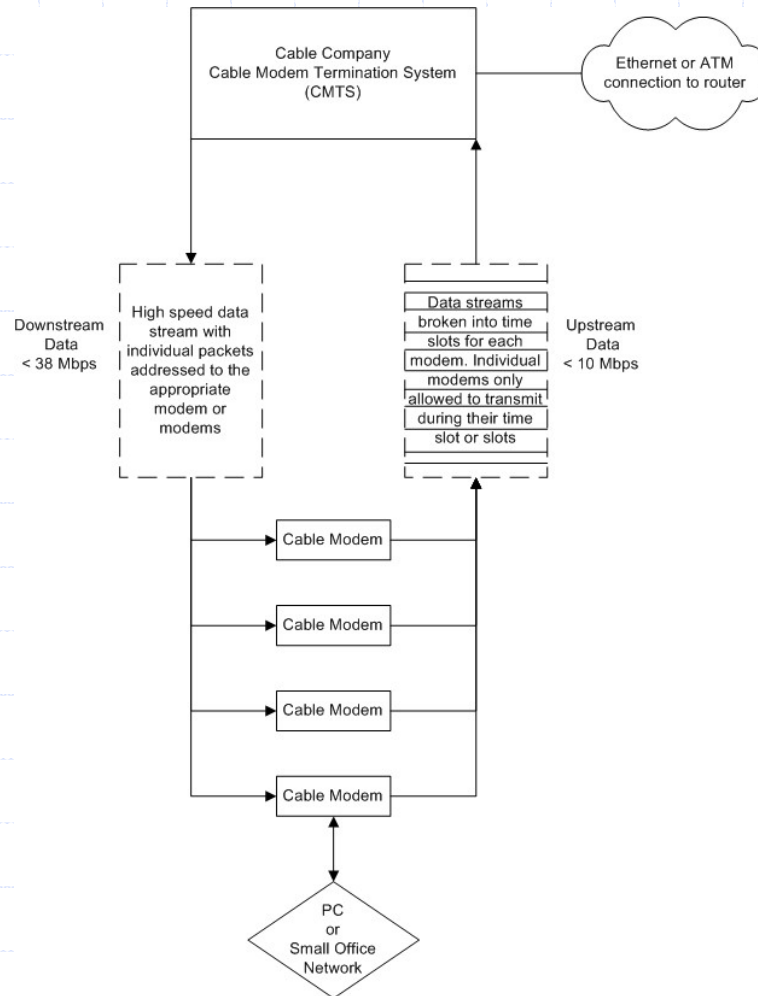 Cable Company
Cable Modem Termination System
(CMTS)
Ethernet or ATM
connection to router
Downstream
Data
< 38 Mbps
High speed data
stream with
individual packets
addressed to the
appropriate
modem or
modems
Data streams
broken into time
slots for each
modem. Individual
modems only
allowed to transmit
during their time
slot or slots
Upstream
Data
< 10 Mbps
Cable Modem
Cable Modem
Cable Modem
Cable Modem
PC
or
Small Office
Network